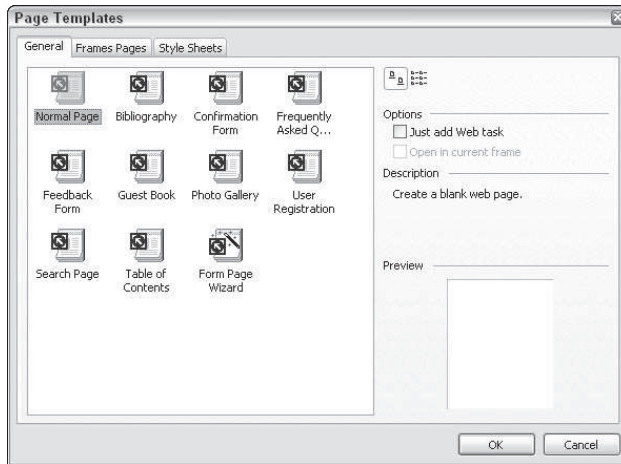 Page Templates
General Frames Pages Style Sheets
Normal Page Bibliography Confirmation Form Frequently Asked Q...
Feedback Form Guest Book Photo Gallery User Registration
Search Page Table of Contents Form Page Wizard
Options
Just add Web task
Open in current frame
Description
Create a blank web page.
Preview
OK Cancel